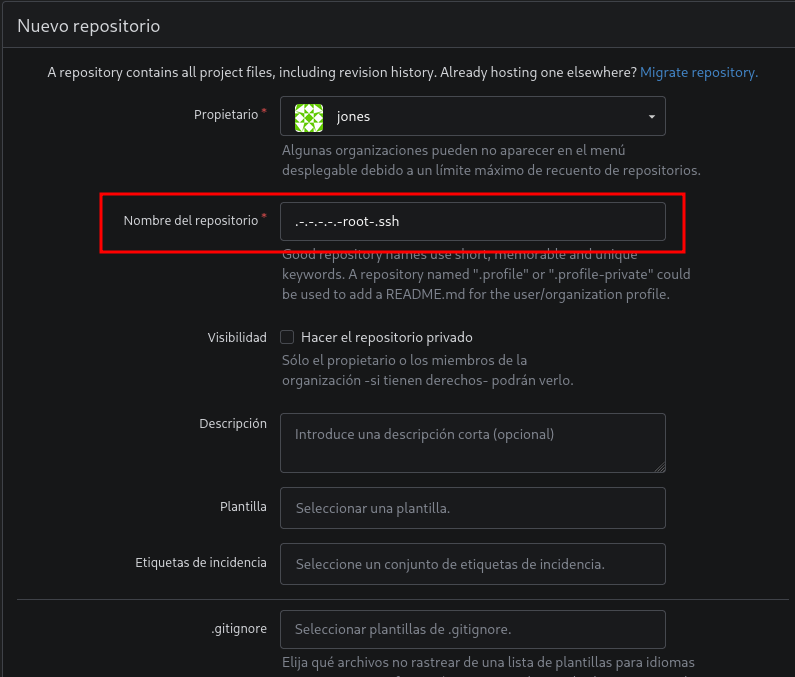 Nuevo repositorio
A repository contains all project files, including revision history. Already hosting one elsewhere? Migrate repository.
Propietario *
jones
Algunas organizaciones pueden no aparecer en el menú
desplegable debido a un límite máximo de recuento de repositorios.
Nombre del repositorio *
.-.-.-.-.-root-.ssh
Good repository names use short, memorable and unique
keywords. A repository named ".profile" or ".profile-private" could
be used to add a README.md for the user/organization profile.
Visibilidad
Hacer el repositorio privado
Sólo el propietario o los miembros de la
organización -si tienen derechos- podrán verlo.
Descripción
Introduce una descripción corta (opcional)
Plantilla
Seleccionar una plantilla.
Etiquetas de incidencia
Seleccione un conjunto de etiquetas de incidencia.
.gitignore
Seleccionar plantillas de .gitignore.
Elija qué archivos no rastrear de una lista de plantillas para idiomas